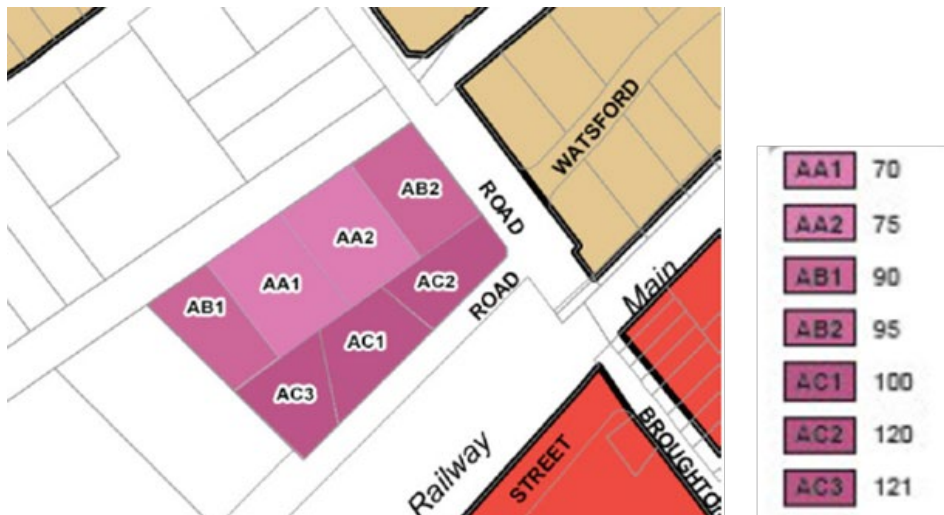 WATSFORD
ROAD
AB2
AA2
AA1
AB1
AC2
AC1
AC3
ROAD
Main
Railway
STREET
BROUGHTO
AA1 70
AA2 75
AB1 90
AB2 95
AC1 100
AC2 120
AC3 121